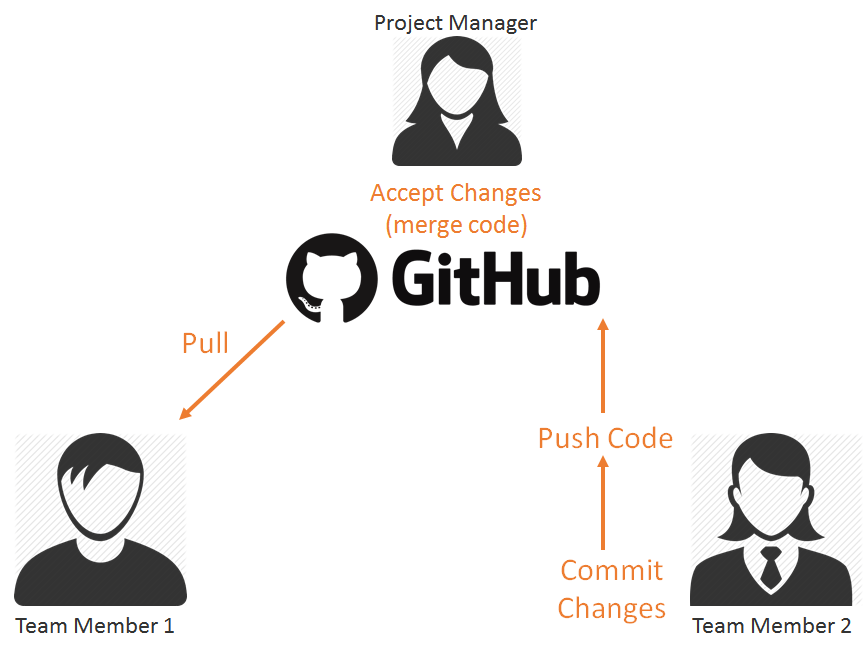 Project Manager
Accept Changes
(merge code)
GitHub
Pull
Push Code
Commit
Changes
Team Member 1
Team Member 2